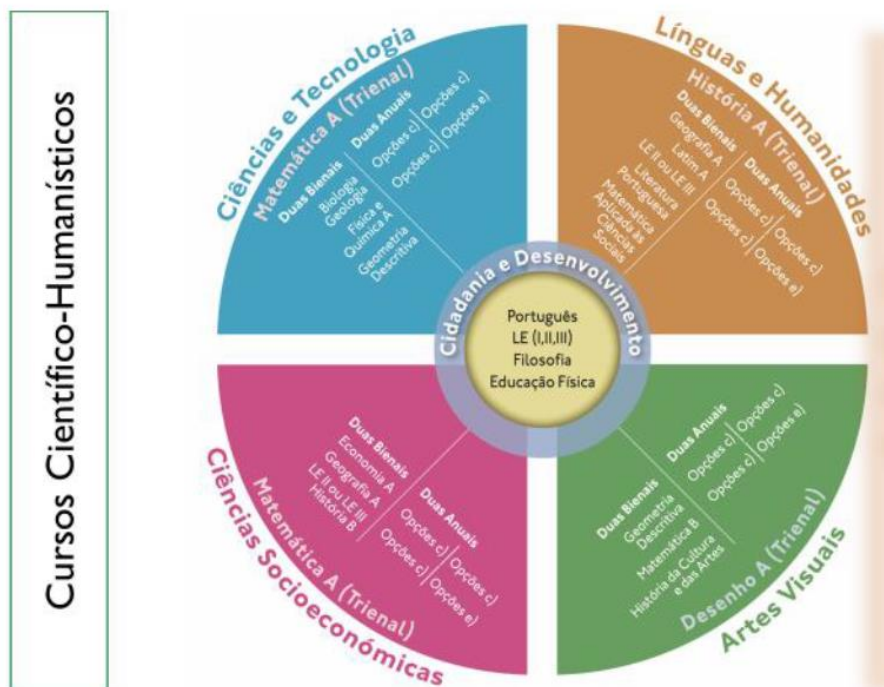 Cursos Científico-Humanísticos
Ciências e Tecnologia
Matemática A (Trienal)
Duas Bienais
Biologia
Geologia
Física e
Química A
Geometria
Descritiva
Duas Anuais
Opções c) Opções c)
Opções c) Opções e)
Línguas e Humanidades
História A (Trienal)
Duas Bienais
Geografia A
Latim A
LE II ou LE III
Literatura
Portuguesa
Matemática
Aplicada às
Ciências
Sociais
Duas Anuais
Opções c) Opções c)
Opções c) Opções e)
Cidadania e Desenvolvimento
Português
LE (I,II,III)
Filosofia
Educação Física
Duas Bienais
Economia A
Geografia A
LE II ou LE III
História B
Duas Anuais
Opções c) Opções c)
Opções c) Opções e)
Matemática A (Trienal)
Ciências Socioeconómicas
Duas Anuais
Opções c) Opções c)
Opções c) Opções e)
Duas Bienais
Geometria
Descritiva
Matemática B
História da Cultura
e das Artes
Desenho A (Trienal)
Artes Visuais